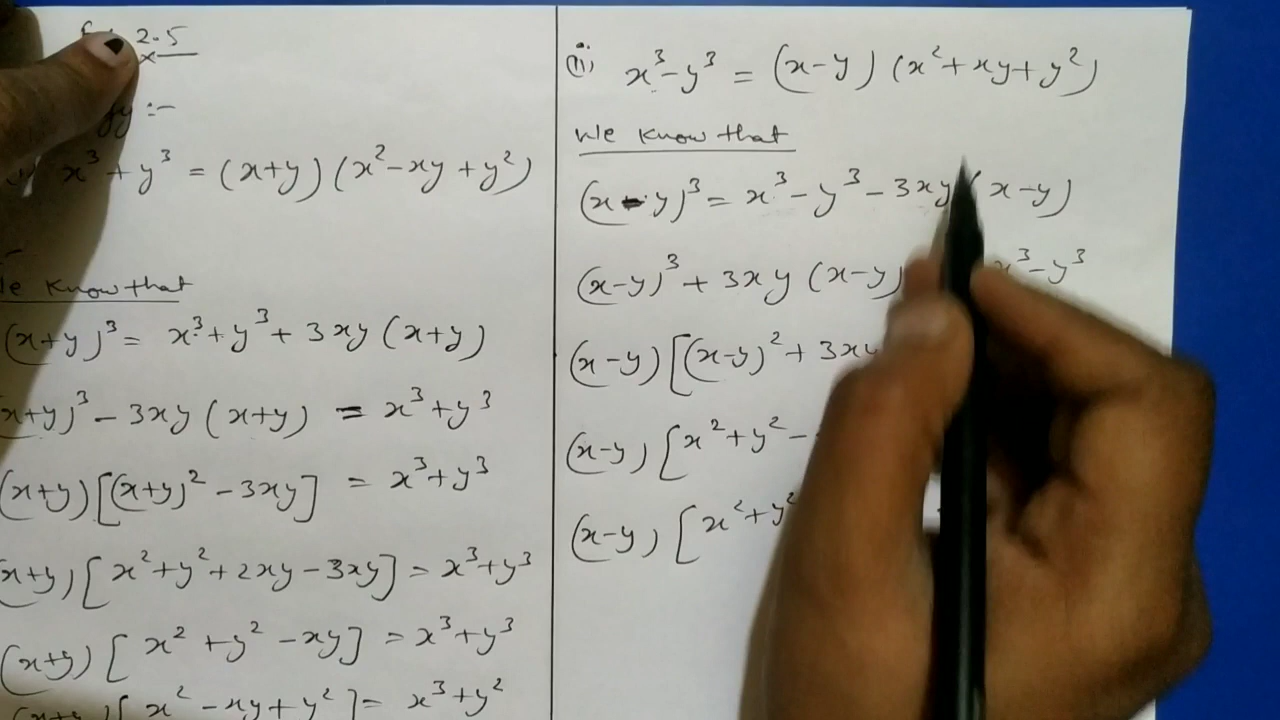 2.5
x³ + y³ = (x+y) (x² - xy + y²)
know that
(x+y)³ = x³ + y³ + 3xy (x+y)
x+y)³ - 3xy (x+y) = x³ + y³
(x+y) [(x+y)² - 3xy] = x³ + y³
(x+y) [x² + y² + 2xy - 3xy] = x³ + y³
(x+y) [x² + y² - xy] = x³ + y³
(x+y) [x² - xy + y²] = x³ + y²
(ii) x³ - y³ = (x-y) (x² + xy + y²)
We know that
(x-y)³ = x³ - y³ - 3xy (x-y)
(x-y)³ + 3xy (x-y) x³ - y³
(x-y) [(x-y)² + 3xy
(x-y) [x² + y² -
(x-y) [x² + y²